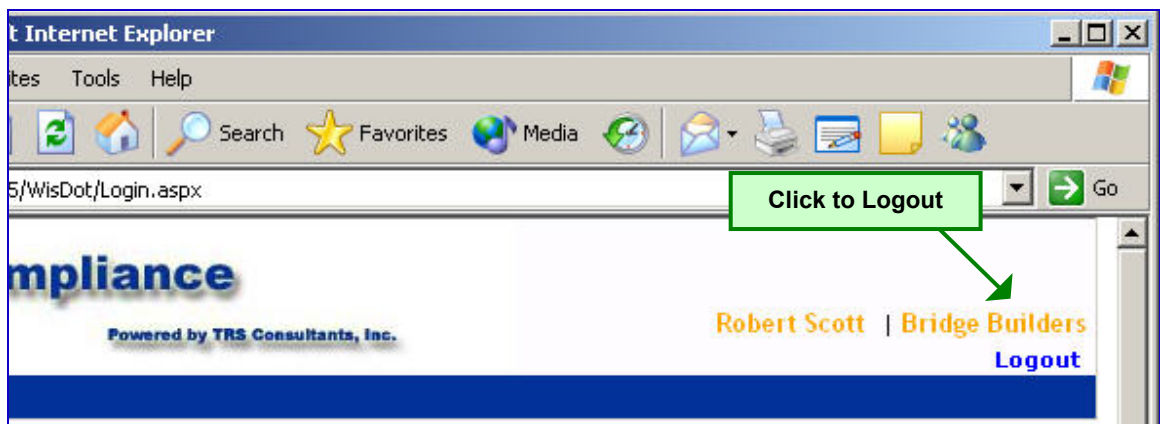 t Internet Explorer
ites Tools Help
Search Favorites Media
5/WisDot/Login.aspx Go
Click to Logout
mpliance
Powered by TRS Consultants, Inc.
Robert Scott | Bridge Builders
Logout